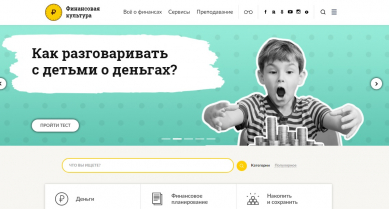 Финансовая
культура
Всё о финансах Сервисы Преподавание
Как разговаривать
с детьми о деньгах?
ПРОЙТИ ТЕСТ
ЧТО ВЫ ИЩЕТЕ?
Категории Популярное
Деньги
Финансовое
планирование
Накопить
и сохранить